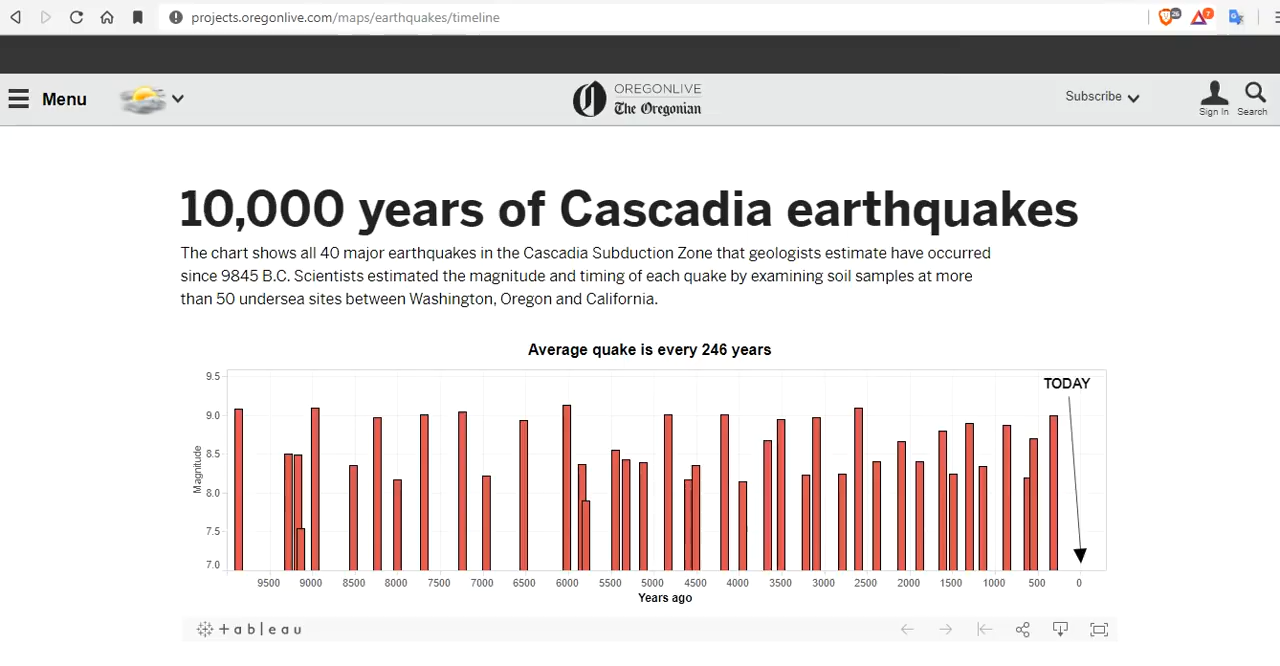 projects.oregonlive.com/maps/earthquakes/timeline
26
7
Menu
OREGONLIVE
The Oregonian
Subscribe
Sign In
Search
10,000 years of Cascadia earthquakes
The chart shows all 40 major earthquakes in the Cascadia Subduction Zone that geologists estimate have occurred
since 9845 B.C. Scientists estimated the magnitude and timing of each quake by examining soil samples at more
than 50 undersea sites between Washington, Oregon and California.
Average quake is every 246 years
TODAY
Magnitude
9.5
9.0
8.5
8.0
7.5
7.0
9500 9000 8500 8000 7500 7000 6500 6000 5500 5000 4500 4000 3500 3000 2500 2000 1500 1000 500 0
Years ago
+ a b l e a u